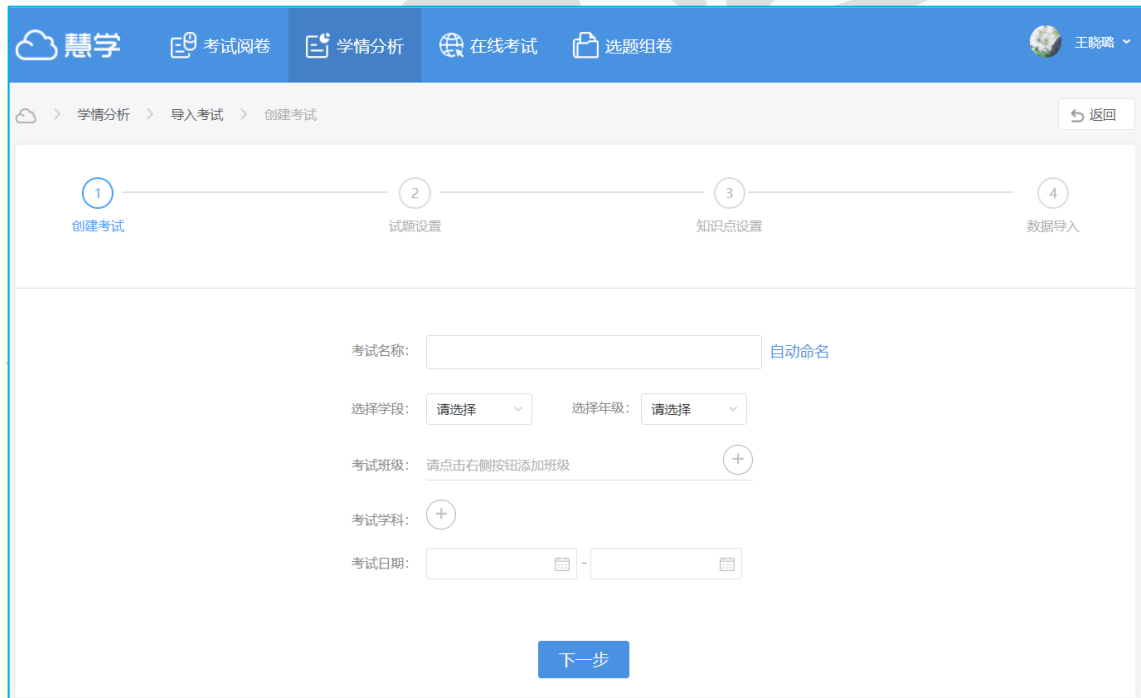 慧学 考试阅卷 学情分析 在线考试 选题组卷 王晓璐
学情分析 > 导入考试 > 创建考试 返回
1 2 3 4
创建考试 试题设置 知识点设置 数据导入
考试名称： 自动命名
选择学段： 请选择 选择年级： 请选择
考试班级： 请点击右侧按钮添加班级
考试学科：
考试日期： -
下一步